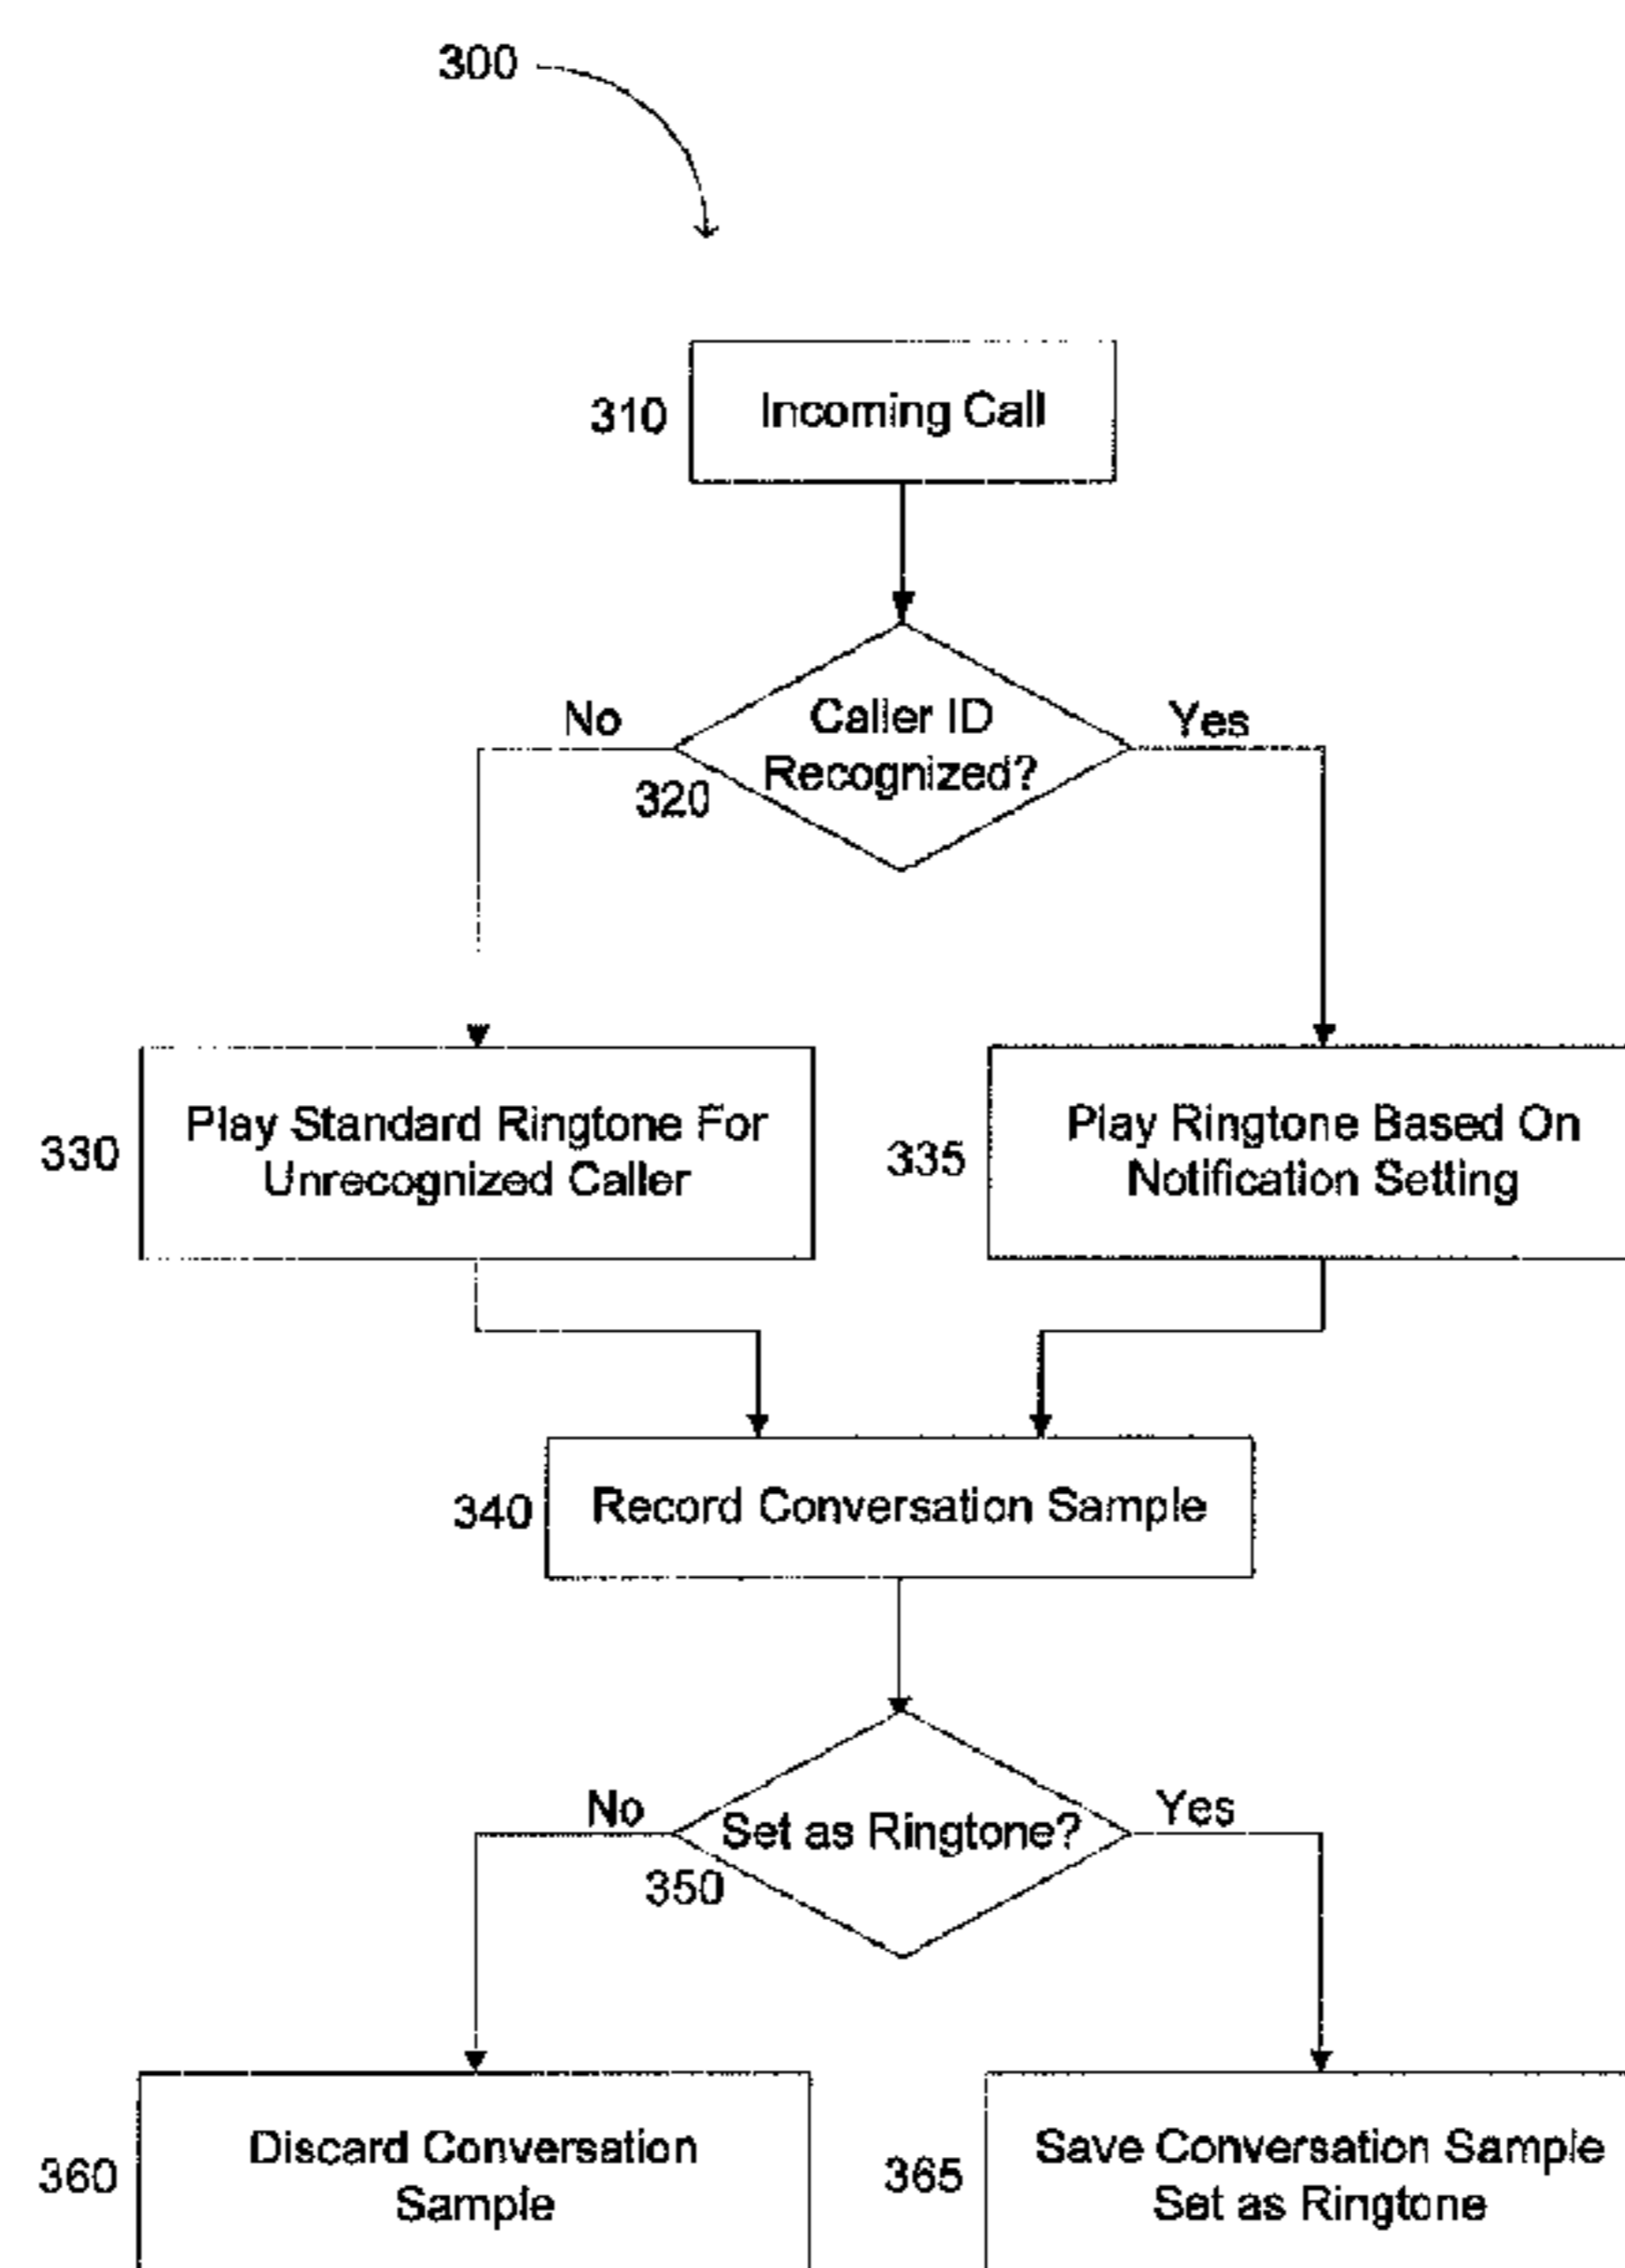 300
310
Incoming Call
No
Caller ID
Recognized?
Yes
320
330
Play Standard Ringtone For
Unrecognized Caller
335
Play Ringtone Based On
Notification Setting
340
Record Conversation Sample
No
Set as Ringtone?
Yes
350
360
Discard Conversation
Sample
365
Save Conversation Sample
Set as Ringtone